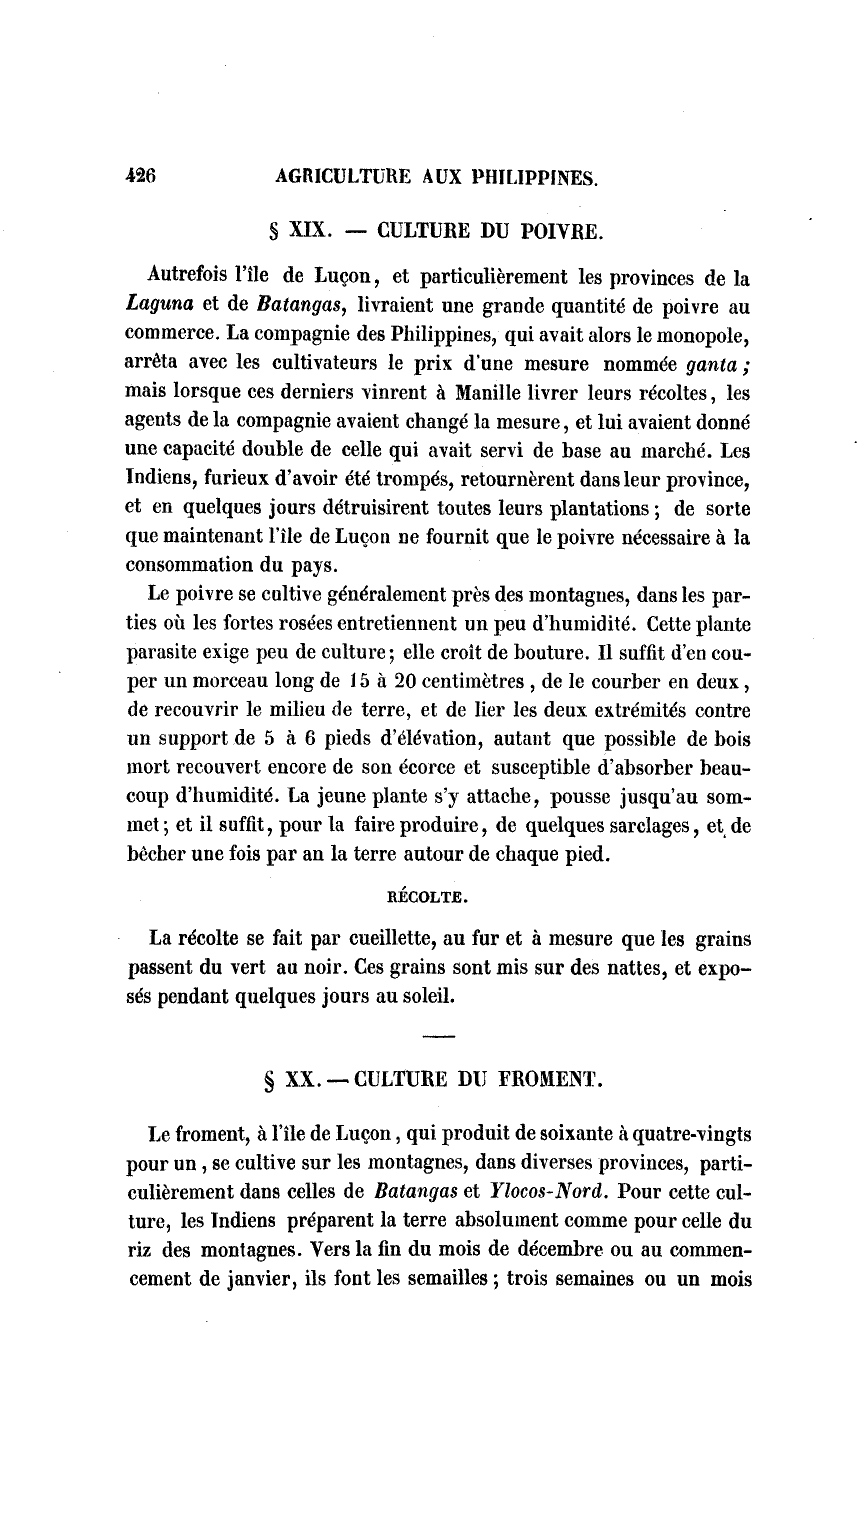 426 AGRICULTURE AUX PHILIPPINES.
§ XIX. — CULTURE DU POIVRE.
Autrefois l'île de Luçon, et particulièrement les provinces de la
Laguna et de Batangas, livraient une grande quantité de poivre au
commerce. La compagnie des Philippines, qui avait alors le monopole,
arrêta avec les cultivateurs le prix d'une mesure nommée ganta ;
mais lorsque ces derniers vinrent à Manille livrer leurs récoltes, les
agents de la compagnie avaient changé la mesure, et lui avaient donné
une capacité double de celle qui avait servi de base au marché. Les
Indiens, furieux d'avoir été trompés, retournèrent dans leur province,
et en quelques jours détruisirent toutes leurs plantations ; de sorte
que maintenant l'île de Luçon ne fournit que le poivre nécessaire à la
consommation du pays.
Le poivre se cultive généralement près des montagnes, dans les par-
ties où les fortes rosées entretiennent un peu d'humidité. Cette plante
parasite exige peu de culture ; elle croît de bouture. Il suffit d'en cou-
per un morceau long de 15 à 20 centimètres , de le courber en deux ,
de recouvrir le milieu de terre, et de lier les deux extrémités contre
un support de 5 à 6 pieds d'élévation, autant que possible de bois
mort recouvert encore de son écorce et susceptible d'absorber beau-
coup d'humidité. La jeune plante s'y attache, pousse jusqu'au som-
met ; et il suffit, pour la faire produire, de quelques sarclages, et de
bêcher une fois par an la terre autour de chaque pied.
RÉCOLTE.
La récolte se fait par cueillette, au fur et à mesure que les grains
passent du vert au noir. Ces grains sont mis sur des nattes, et expo-
sés pendant quelques jours au soleil.
§ XX. — CULTURE DU FROMENT.
Le froment, à l'île de Luçon , qui produit de soixante à quatre-vingts
pour un , se cultive sur les montagnes, dans diverses provinces, parti-
culièrement dans celles de Batangas et Ylocos-Nord. Pour cette cul-
ture, les Indiens préparent la terre absolument comme pour celle du
riz des montagnes. Vers la fin du mois de décembre ou au commen-
cement de janvier, ils font les semailles ; trois semaines ou un mois